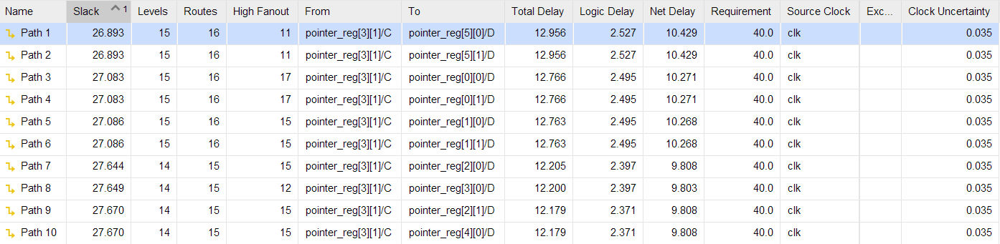 Name Slack 1 Levels Routes High Fanout From To Total Delay Logic Delay Net Delay Requirement Source Clock Exc... Clock Uncertainty
Path 1 26.893 15 16 11 pointer_reg[3][1]/C pointer_reg[5][0]/D 12.956 2.527 10.429 40.0 clk 0.035
Path 2 26.893 15 16 11 pointer_reg[3][1]/C pointer_reg[5][1]/D 12.956 2.527 10.429 40.0 clk 0.035
Path 3 27.083 15 16 17 pointer_reg[3][1]/C pointer_reg[0][0]/D 12.766 2.495 10.271 40.0 clk 0.035
Path 4 27.083 15 16 17 pointer_reg[3][1]/C pointer_reg[0][1]/D 12.766 2.495 10.271 40.0 clk 0.035
Path 5 27.086 15 16 15 pointer_reg[3][1]/C pointer_reg[1][0]/D 12.763 2.495 10.268 40.0 clk 0.035
Path 6 27.086 15 16 15 pointer_reg[3][1]/C pointer_reg[1][1]/D 12.763 2.495 10.268 40.0 clk 0.035
Path 7 27.644 14 15 15 pointer_reg[3][1]/C pointer_reg[2][0]/D 12.205 2.397 9.808 40.0 clk 0.035
Path 8 27.649 14 15 12 pointer_reg[3][1]/C pointer_reg[3][0]/D 12.200 2.397 9.803 40.0 clk 0.035
Path 9 27.670 14 15 15 pointer_reg[3][1]/C pointer_reg[2][1]/D 12.179 2.371 9.808 40.0 clk 0.035
Path 10 27.670 14 15 15 pointer_reg[3][1]/C pointer_reg[4][0]/D 12.179 2.371 9.808 40.0 clk 0.035